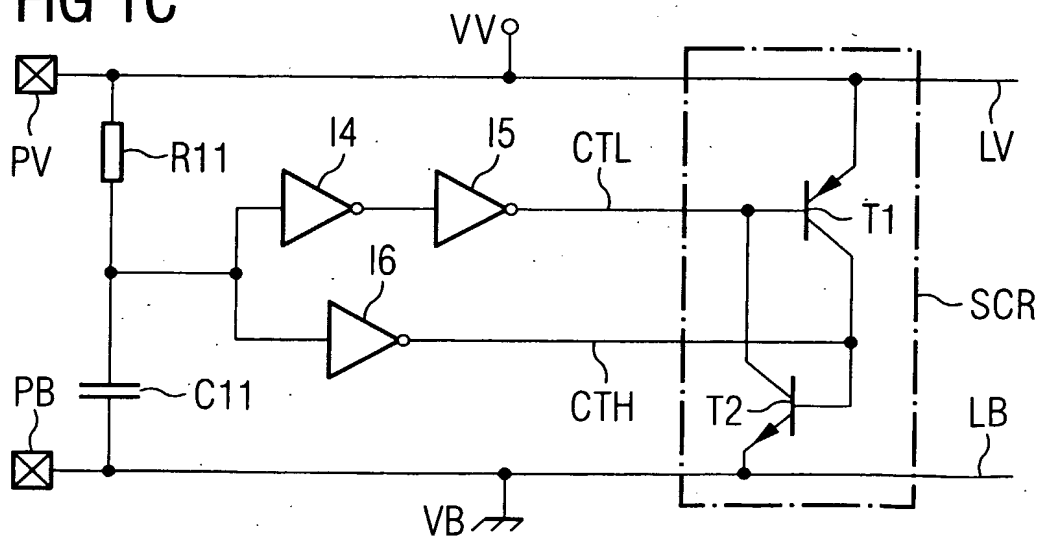 FIG 1C
VV
PV
R11
I4
I5
CTL
LV
T1
I6
SCR
PB
C11
CTH
T2
LB
VB